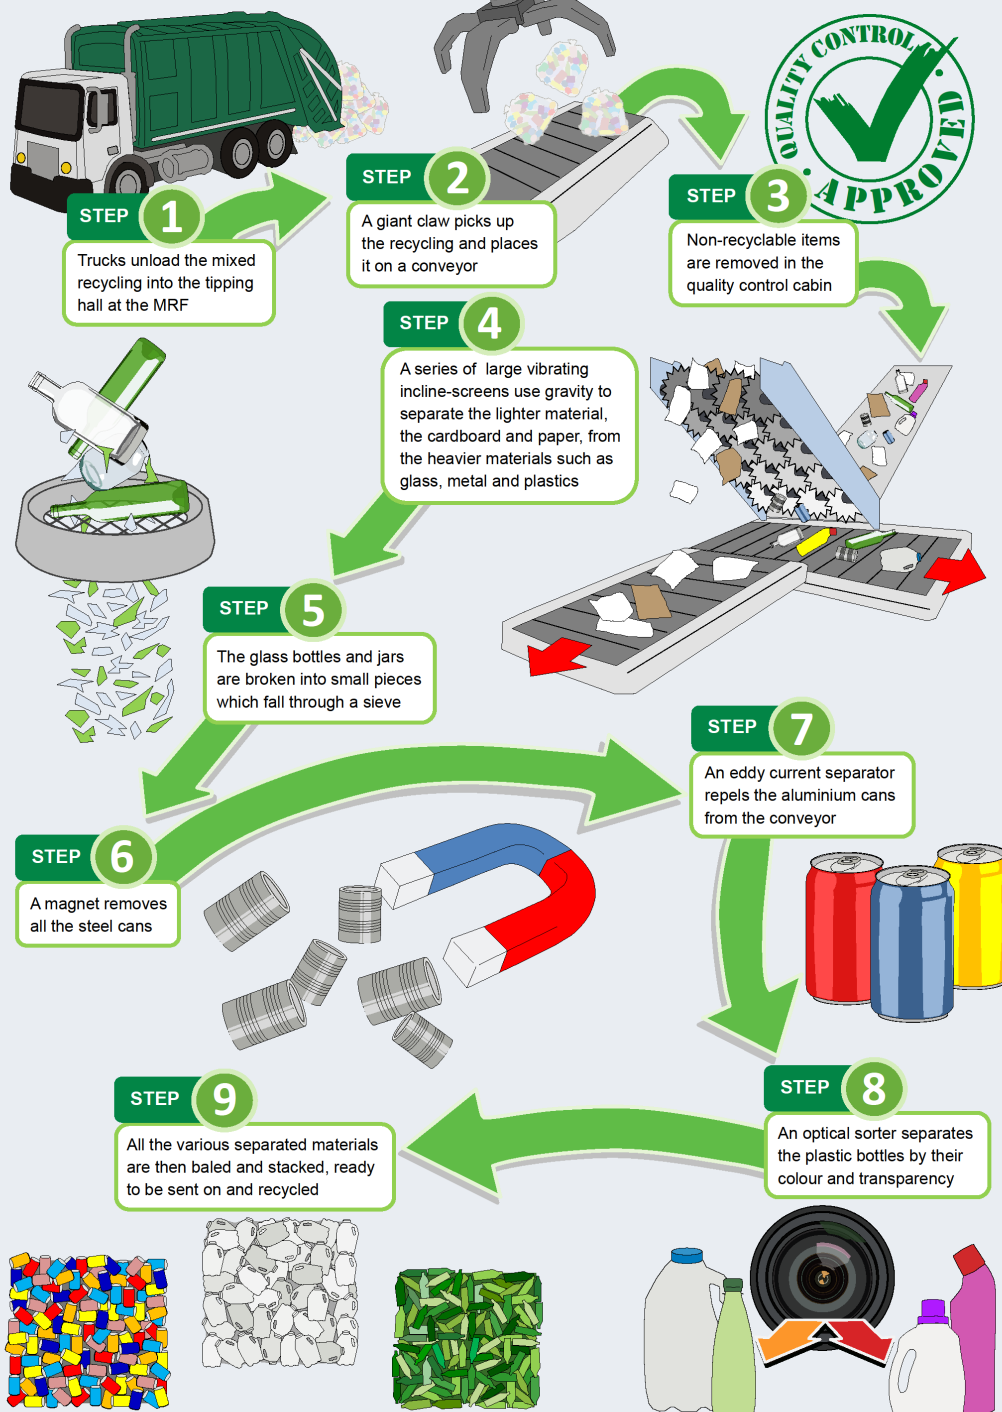 STEP 1
Trucks unload the mixed
recycling into the tipping
hall at the MRF
STEP 2
A giant claw picks up
the recycling and places
it on a conveyor
QUALITY CONTROL
APPROVED
STEP 3
Non-recyclable items
are removed in the
quality control cabin
STEP 4
A series of  large vibrating
incline-screens use gravity to
separate the lighter material,
the cardboard and paper, from
the heavier materials such as
glass, metal and plastics
STEP 5
The glass bottles and jars
are broken into small pieces
which fall through a sieve
STEP 6
A magnet removes
all the steel cans
STEP 7
An eddy current separator
repels the aluminium cans
from the conveyor
STEP 8
An optical sorter separates
the plastic bottles by their
colour and transparency
STEP 9
All the various separated materials
are then baled and stacked, ready
to be sent on and recycled